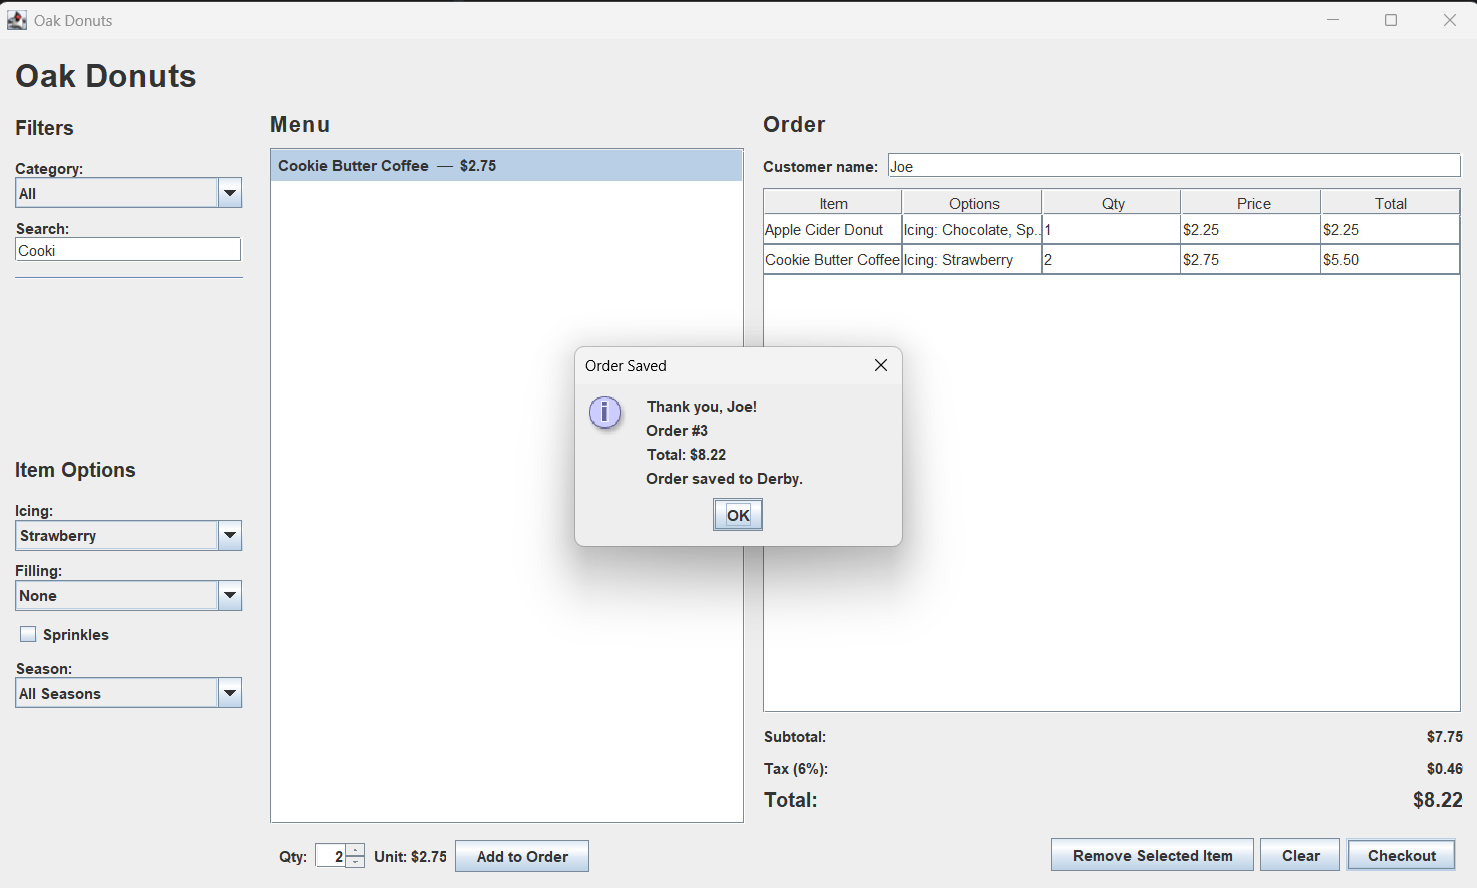 Oak Donuts
Oak Donuts
Filters
Category:
All
Search:
Cooki
Item Options
Icing:
Strawberry
Filling:
None
Sprinkles
Season:
All Seasons
Menu
Cookie Butter Coffee — $2.75
Qty: 2 Unit: $2.75 Add to Order
Order
Customer name: Joe
Item Options Qty Price Total
Apple Cider Donut Icing: Chocolate, Sp... 1 $2.25 $2.25
Cookie Butter Coffee Icing: Strawberry 2 $2.75 $5.50
Order Saved
Thank you, Joe!
Order #3
Total: $8.22
Order saved to Derby.
OK
Subtotal: $7.75
Tax (6%): $0.46
Total: $8.22
Remove Selected Item Clear Checkout